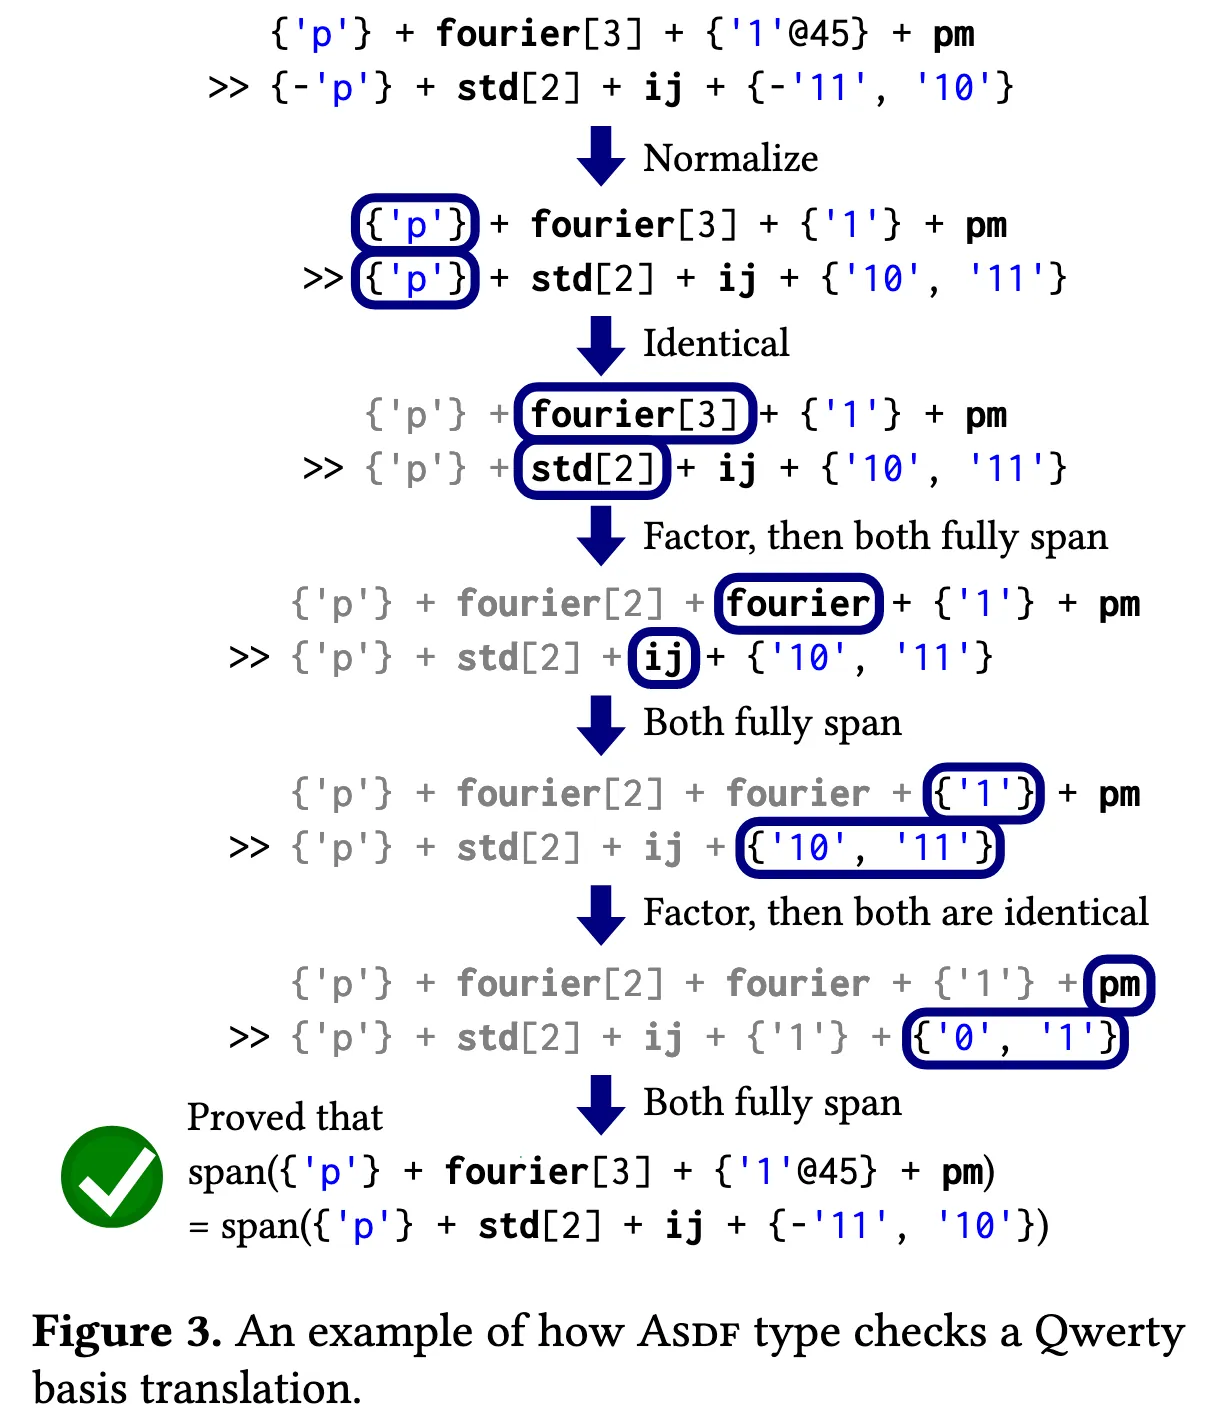 {'p'} + fourier[3] + {'1'@45} + pm
>> {-'p'} + std[2] + ij + {-'11', '10'}
Normalize
{'p'} + fourier[3] + {'1'} + pm
>> {'p'} + std[2] + ij + {'10', '11'}
Identical
{'p'} + fourier[3] + {'1'} + pm
>> {'p'} + std[2] + ij + {'10', '11'}
Factor, then both fully span
{'p'} + fourier[2] + fourier + {'1'} + pm
>> {'p'} + std[2] + ij + {'10', '11'}
Both fully span
{'p'} + fourier[2] + fourier + {'1'} + pm
>> {'p'} + std[2] + ij + {'10', '11'}
Factor, then both are identical
{'p'} + fourier[2] + fourier + {'1'} + pm
>> {'p'} + std[2] + ij + {'1'} + {'0', '1'}
Both fully span
Proved that
span({'p'} + fourier[3] + {'1'@45} + pm)
= span({'p'} + std[2] + ij + {-'11', '10'})
Figure 3. An example of how ASDF type checks a Qwerty
basis translation.